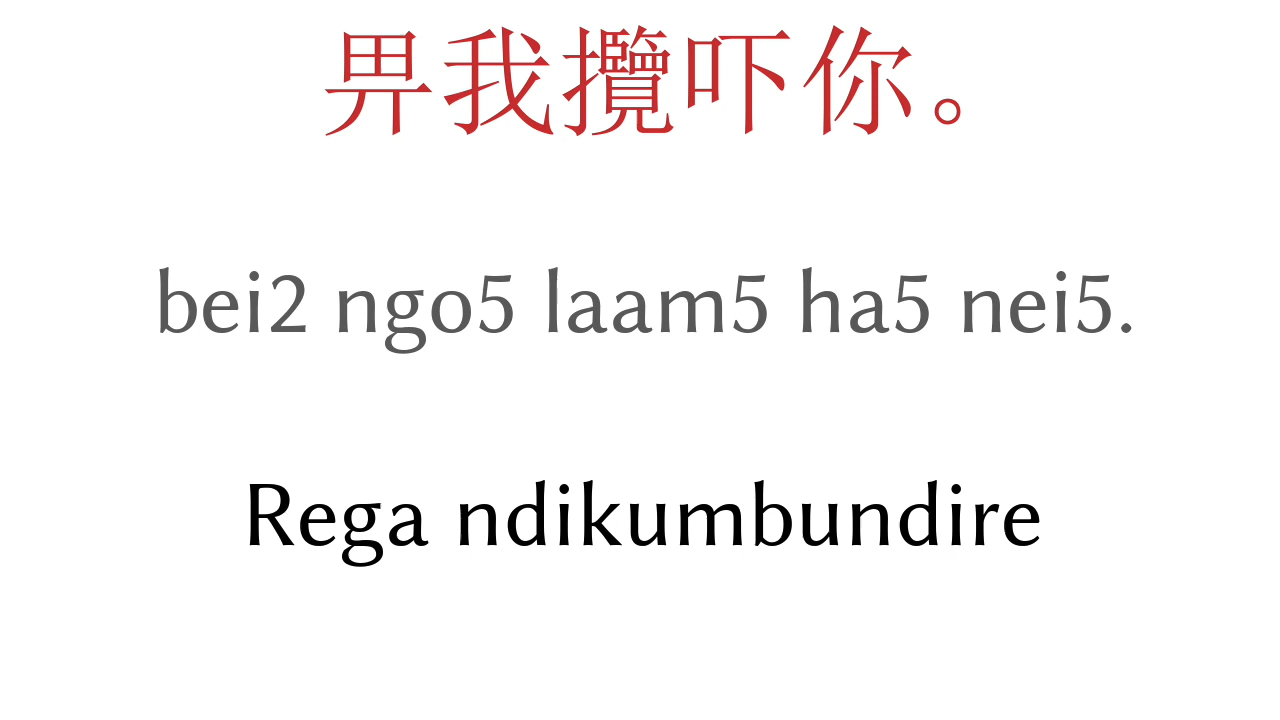 畀我攬吓你。
bei2 ngo5 laam5 ha5 nei5.
Rega ndikumbundire